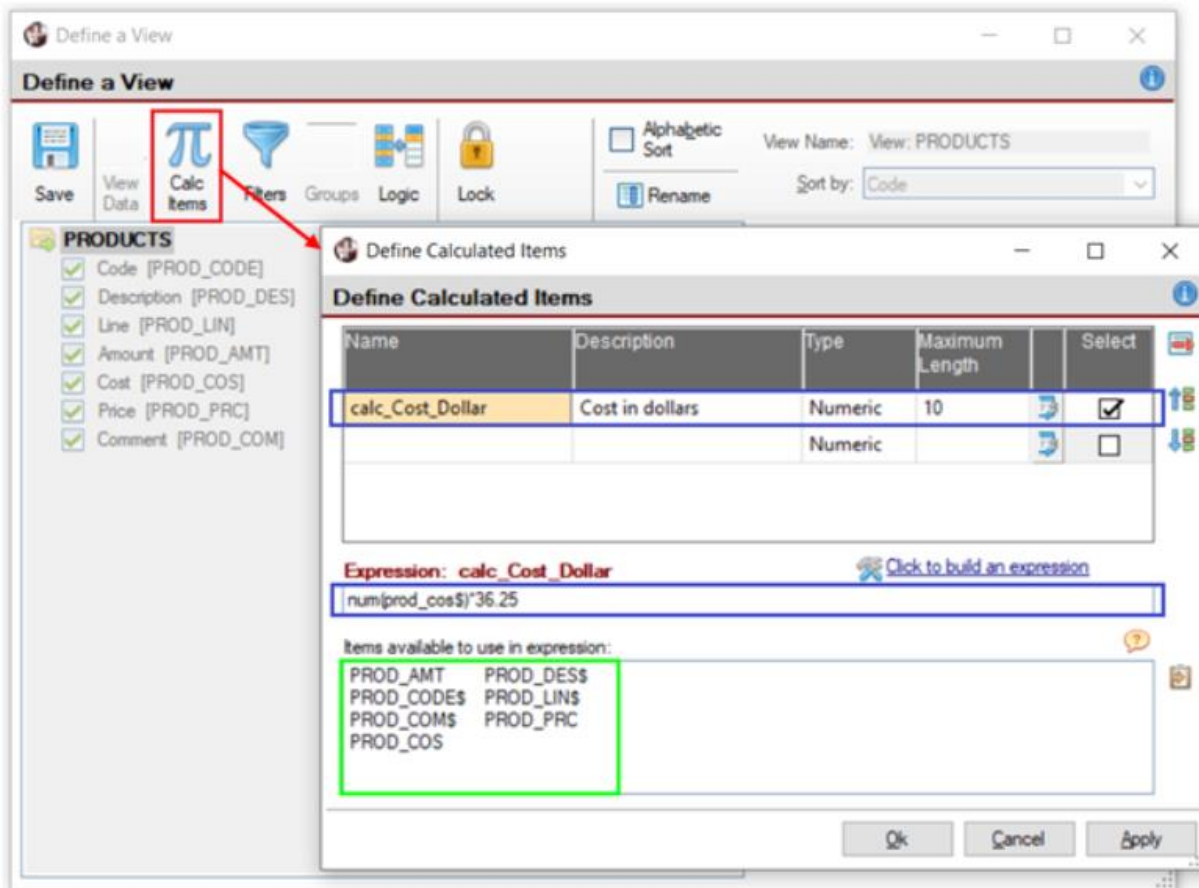 Define a View
Define a View
Save
View Data
Calc Items
Filters
Groups
Logic
Lock
Alphabetic Sort
Rename
View Name: View: PRODUCTS
Sort by: Code
PRODUCTS
Code [PROD_CODE]
Description [PROD_DES]
Line [PROD_LIN]
Amount [PROD_AMT]
Cost [PROD_COS]
Price [PROD_PRC]
Comment [PROD_COM]
Define Calculated Items
Define Calculated Items
Name Description Type Maximum Length Select
calc_Cost_Dollar Cost in dollars Numeric 10
Numeric
Expression: calc_Cost_Dollar
Click to build an expression
num(prod_cos$)*36.25
Items available to use in expression:
PROD_AMT PROD_DES$
PROD_CODE$ PROD_LIN$
PROD_COM$ PROD_PRC
PROD_COS
Ok Cancel Apply